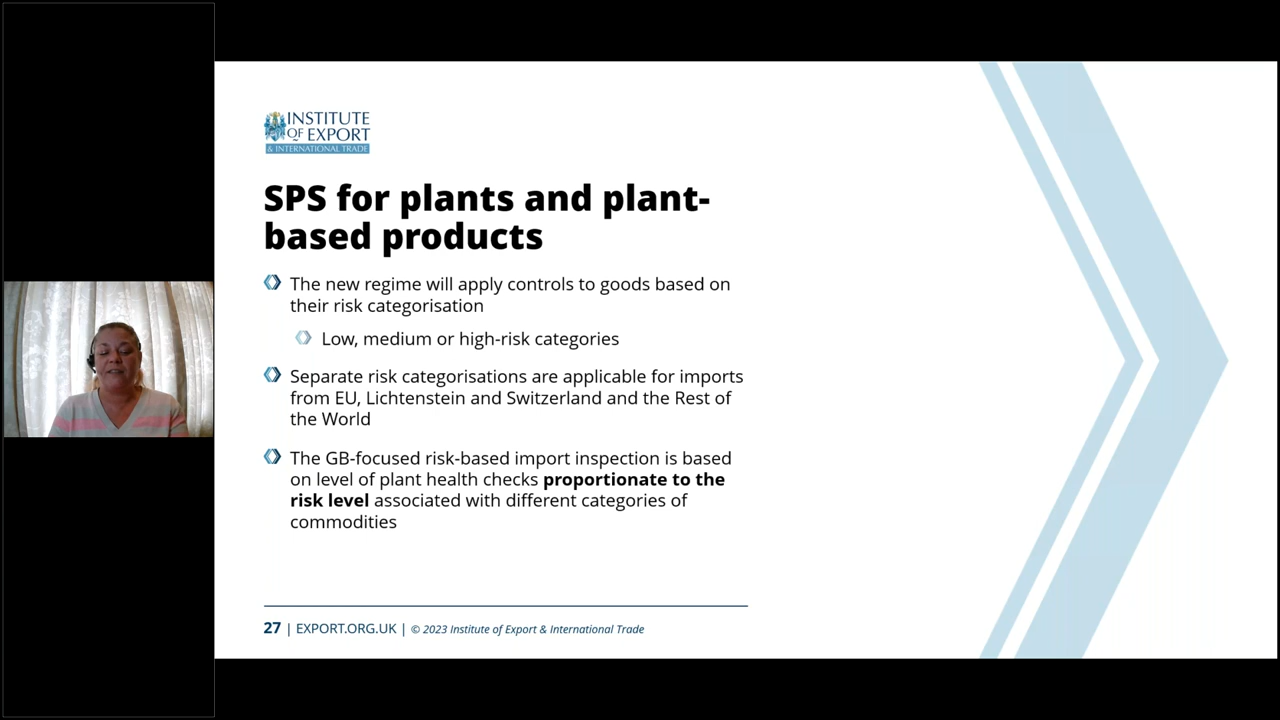 INSTITUTE
OF EXPORT
& INTERNATIONAL TRADE
SPS for plants and plant-
based products
The new regime will apply controls to goods based on
their risk categorisation
Low, medium or high-risk categories
Separate risk categorisations are applicable for imports
from EU, Lichtenstein and Switzerland and the Rest of
the World
The GB-focused risk-based import inspection is based
on level of plant health checks proportionate to the
risk level associated with different categories of
commodities
27 | EXPORT.ORG.UK | © 2023 Institute of Export & International Trade